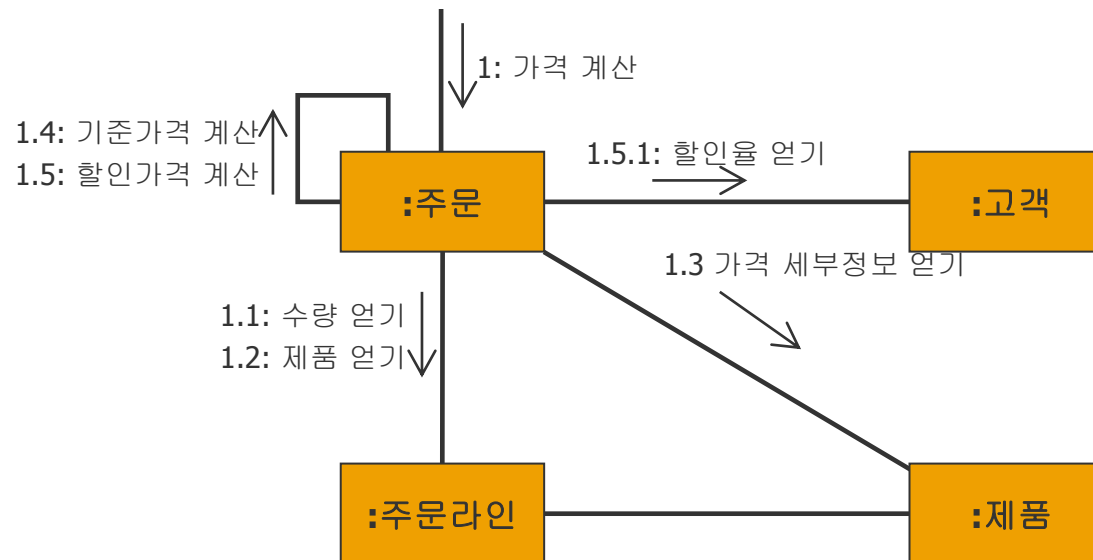 1: 가격 계산
1.4: 기준가격 계산
1.5: 할인가격 계산
1.5.1: 할인율 얻기
:주문
:고객
1.3 가격 세부정보 얻기
1.1: 수량 얻기
1.2: 제품 얻기
:주문라인
:제품